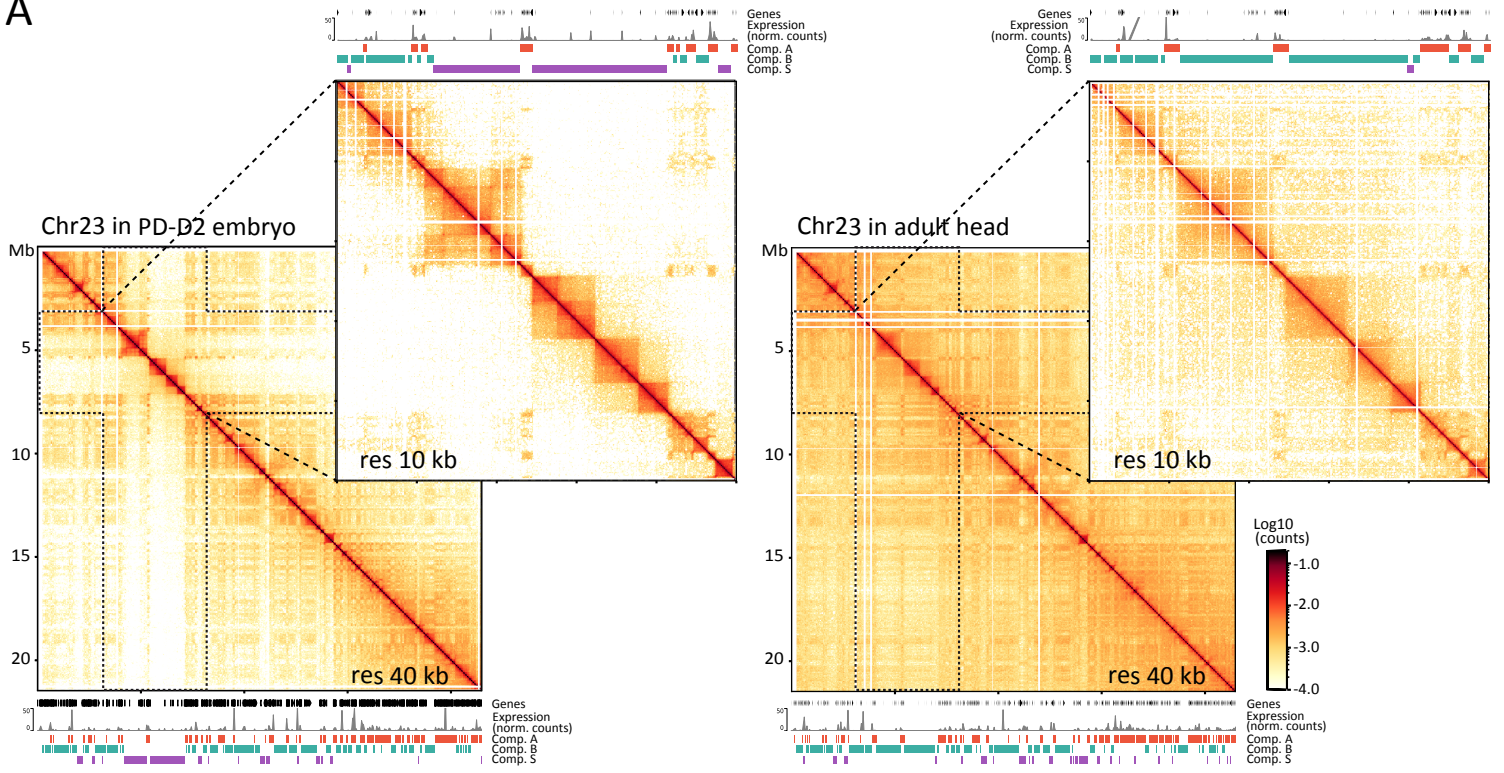 A
50
0
Genes
Expression
(norm. counts)
Comp. A
Comp. B
Comp. S
Genes
Expression
(norm. counts)
Comp. A
Comp. B
Comp. S
50
0
Chr23 in PD-D2 embryo
Mb
5
10
15
20
res 10 kb
res 40 kb
Chr23 in adult head
Mb
5
10
15
20
res 10 kb
res 40 kb
Log10
(counts)
-1.0
-2.0
-3.0
-4.0
50
0
Genes
Expression
(norm. counts)
Comp. A
Comp. B
Comp. S
50
0
Genes
Expression
(norm. counts)
Comp. A
Comp. B
Comp. S